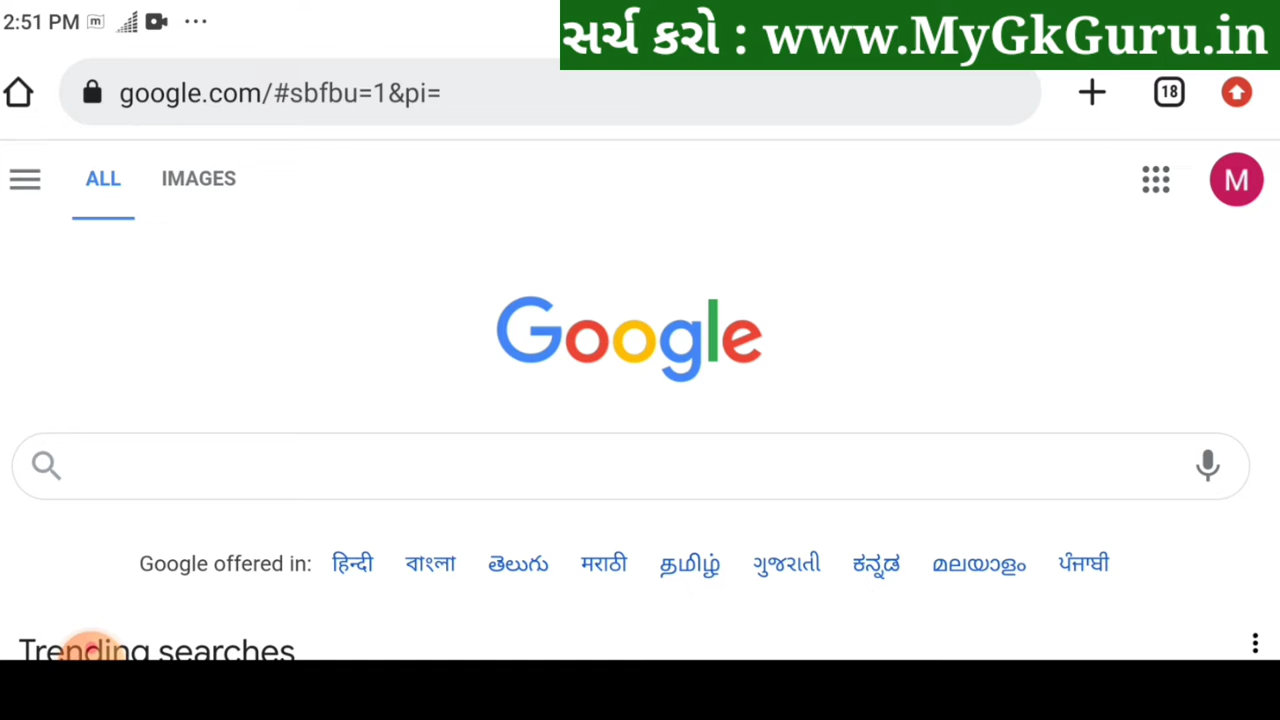 2:51 PM
સર્ચ કરો : www.MyGkGuru.in
google.com/#sbfbu=1&pi=
18
ALL IMAGES
M
Google
Google offered in: हिन्दी বাংলা తెలుగు मराठी தமிழ் ગુજરાતી ಕನ್ನಡ മലയാളം ਪੰਜਾਬੀ
Trending searches